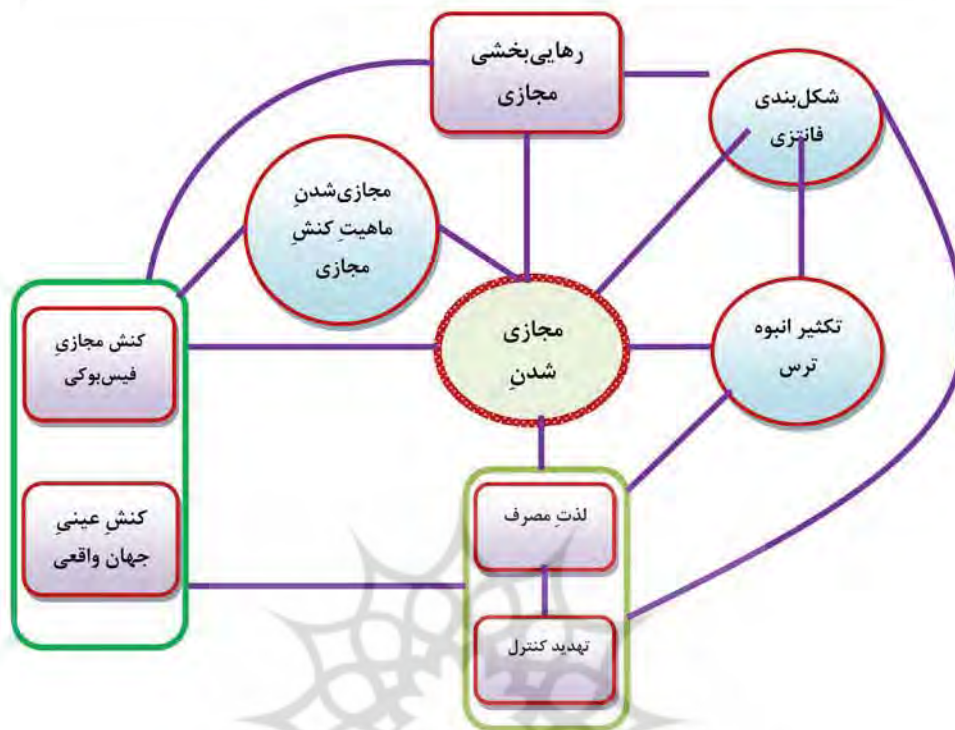 رهایی‌بخشی
مجازی
شکل‌بندی
فانتزی
مجازی‌شدنِ
ماهیتِ کنشِ
مجازی
مجازی
شدنِ
تکثیر انبوه
ترس
کنش مجازیِ
فیس‌بوکی
کنشِ عینیِ
جهان واقعی
لذتِ مصرف
تهدید کنترل